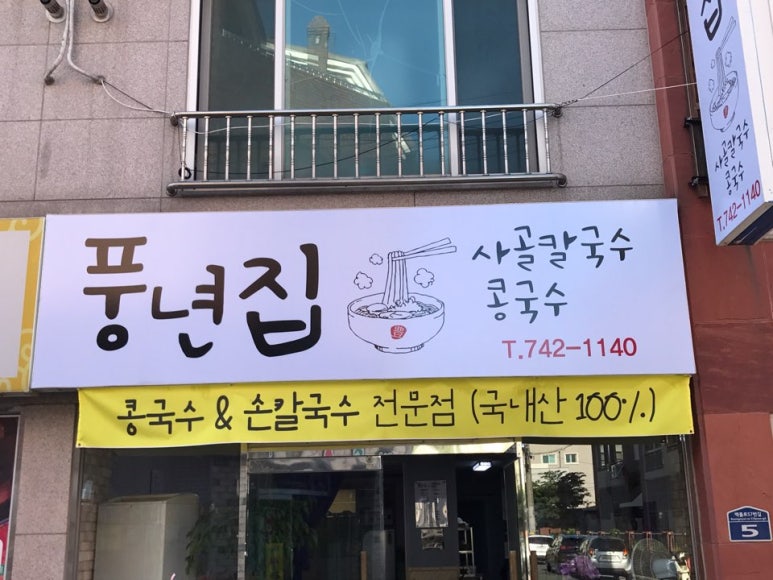 풍년집
사골칼국수
콩국수
T.742-1140
콩국수 & 손칼국수 전문점 (국내산 100%)
집
사골칼국수
콩국수
T.742-1140
5